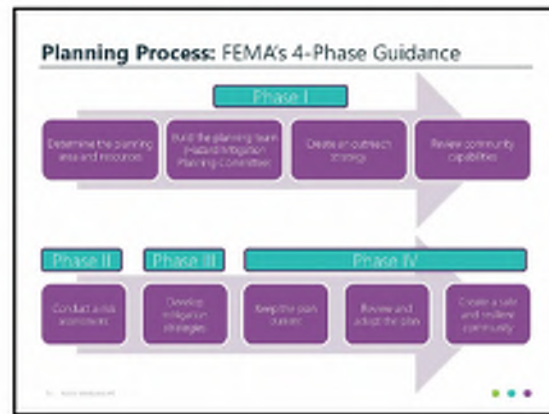 Planning Process: FEMA's 4-Phase Guidance
Phase I
Determine the planning
area and resources
Build the planning team
(Hazard Mitigation
Planning Committee)
Create an outreach
strategy
Review community
capabilities
Phase II
Phase III
Phase IV
Conduct a risk
assessment
Develop
mitigation
strategies
Keep the plan
current
Review and
adopt the plan
Create a safe
and resilient
community